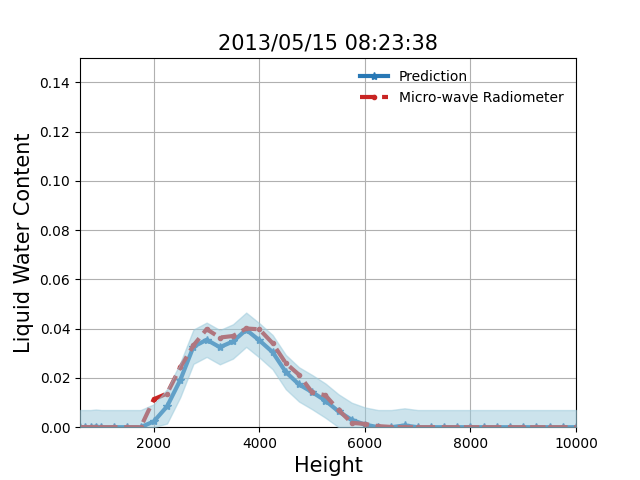 2013/05/15 08:23:38
Prediction
Micro-wave Radiometer
Liquid Water Content
0.14
0.12
0.10
0.08
0.06
0.04
0.02
0.00
2000 4000 6000 8000 10000
Height